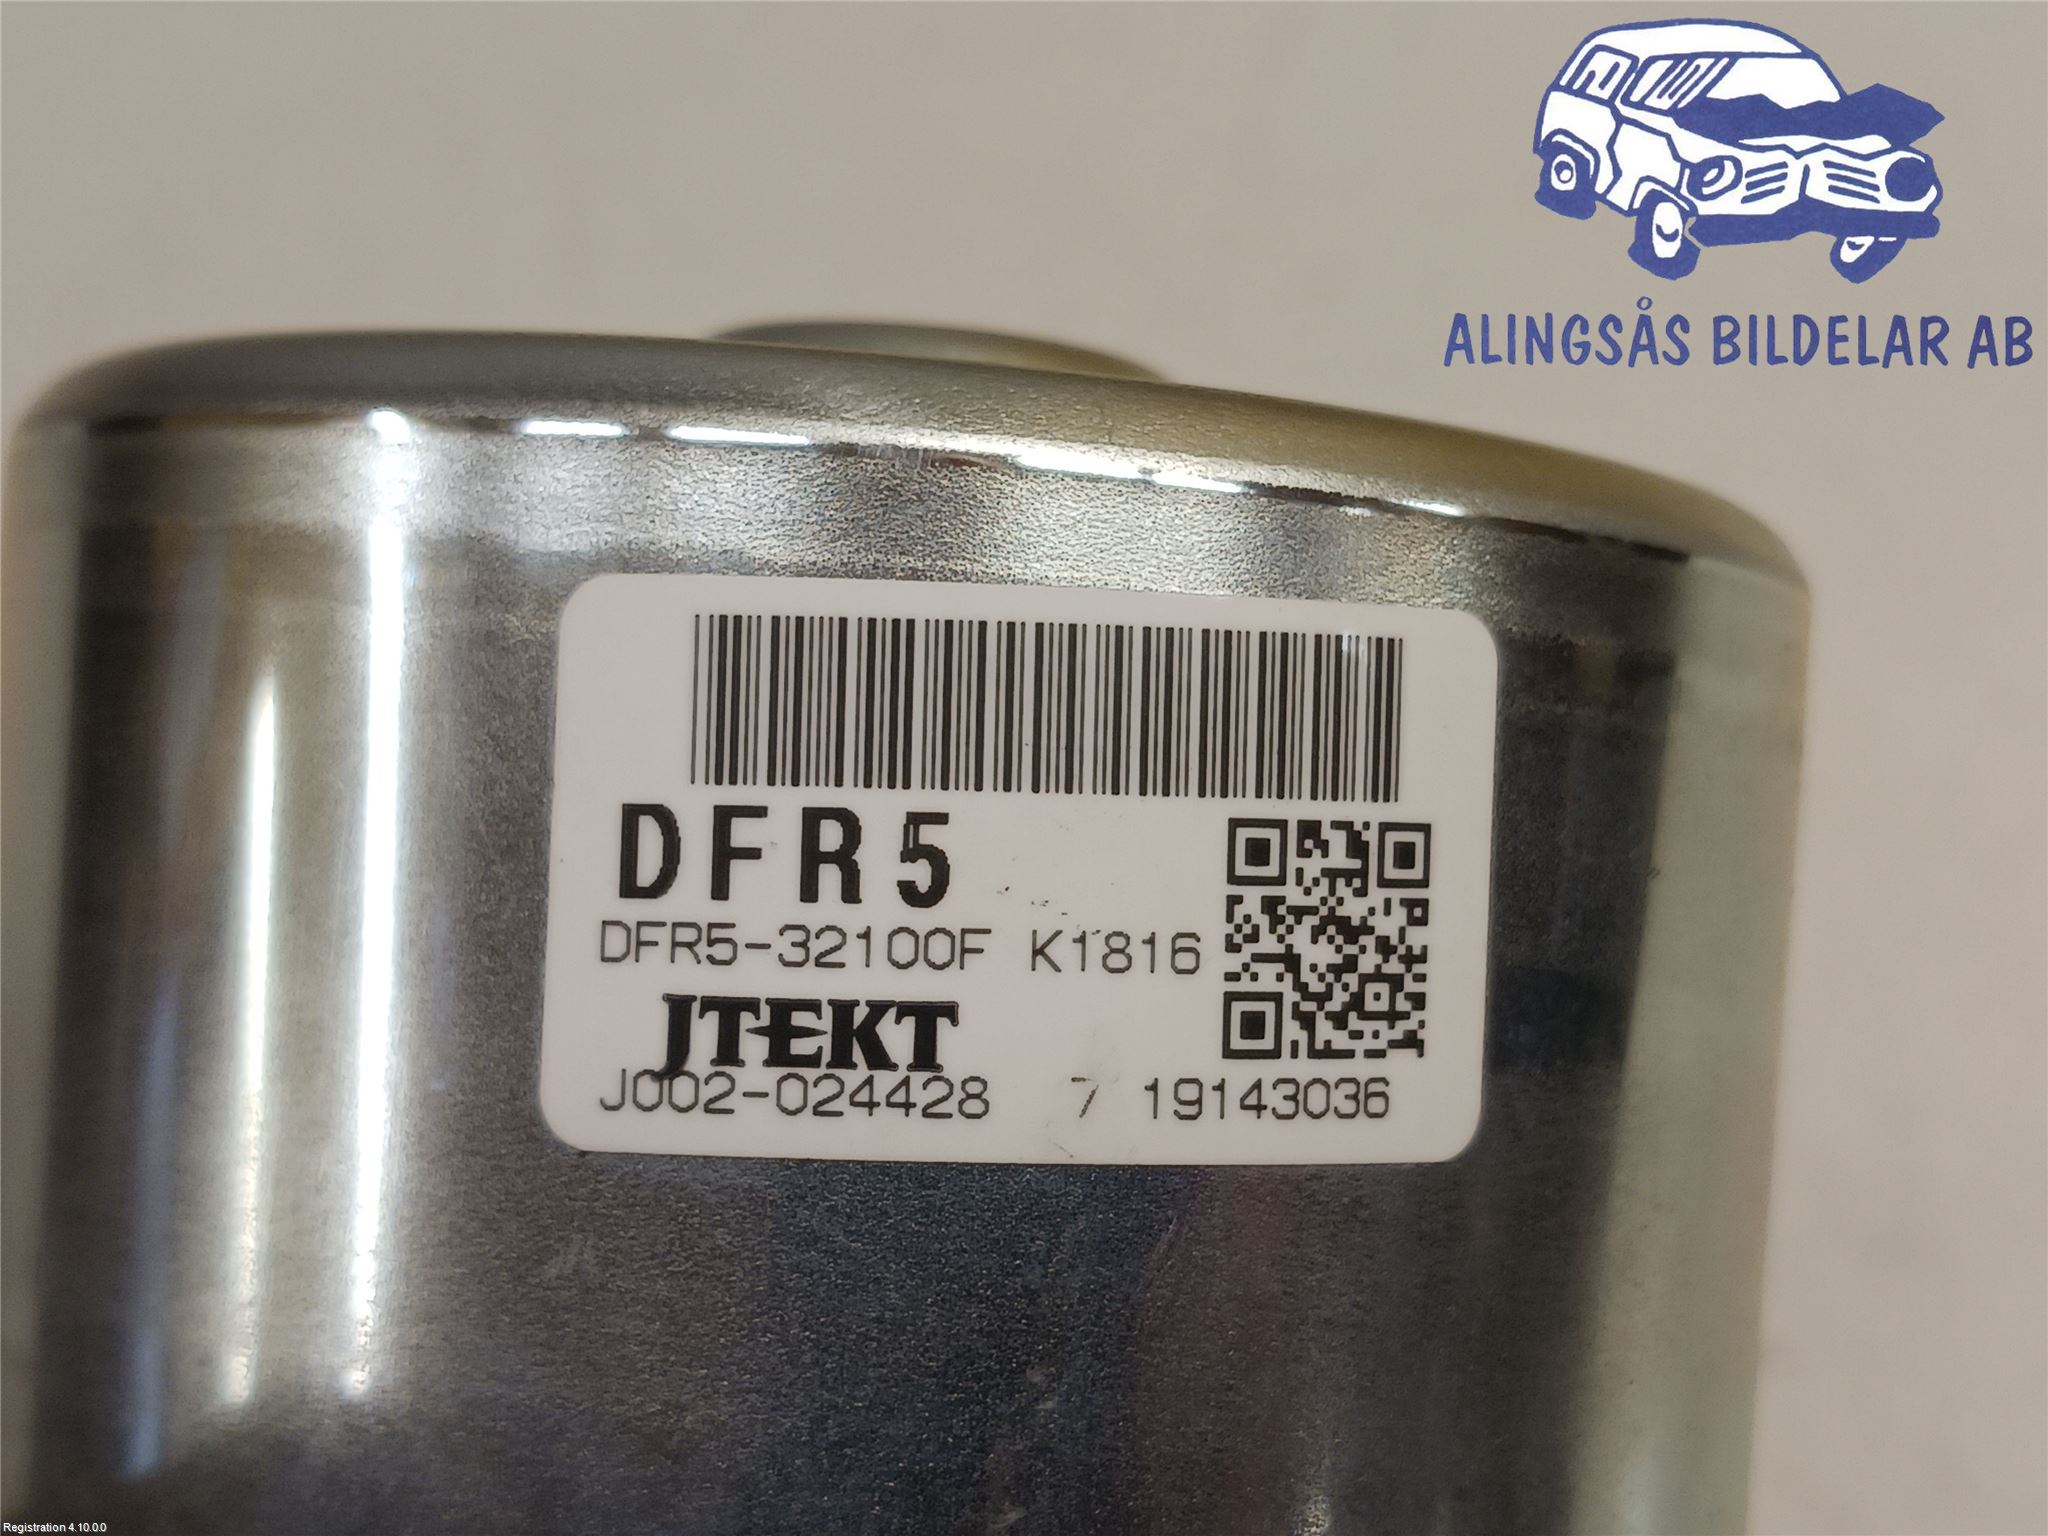 ALINGSÅS BILDELAR AB
DFR5
DFR5-32100F K1816
JTEKT
J002-024428 7 19143036
Registration 4.10.0.0